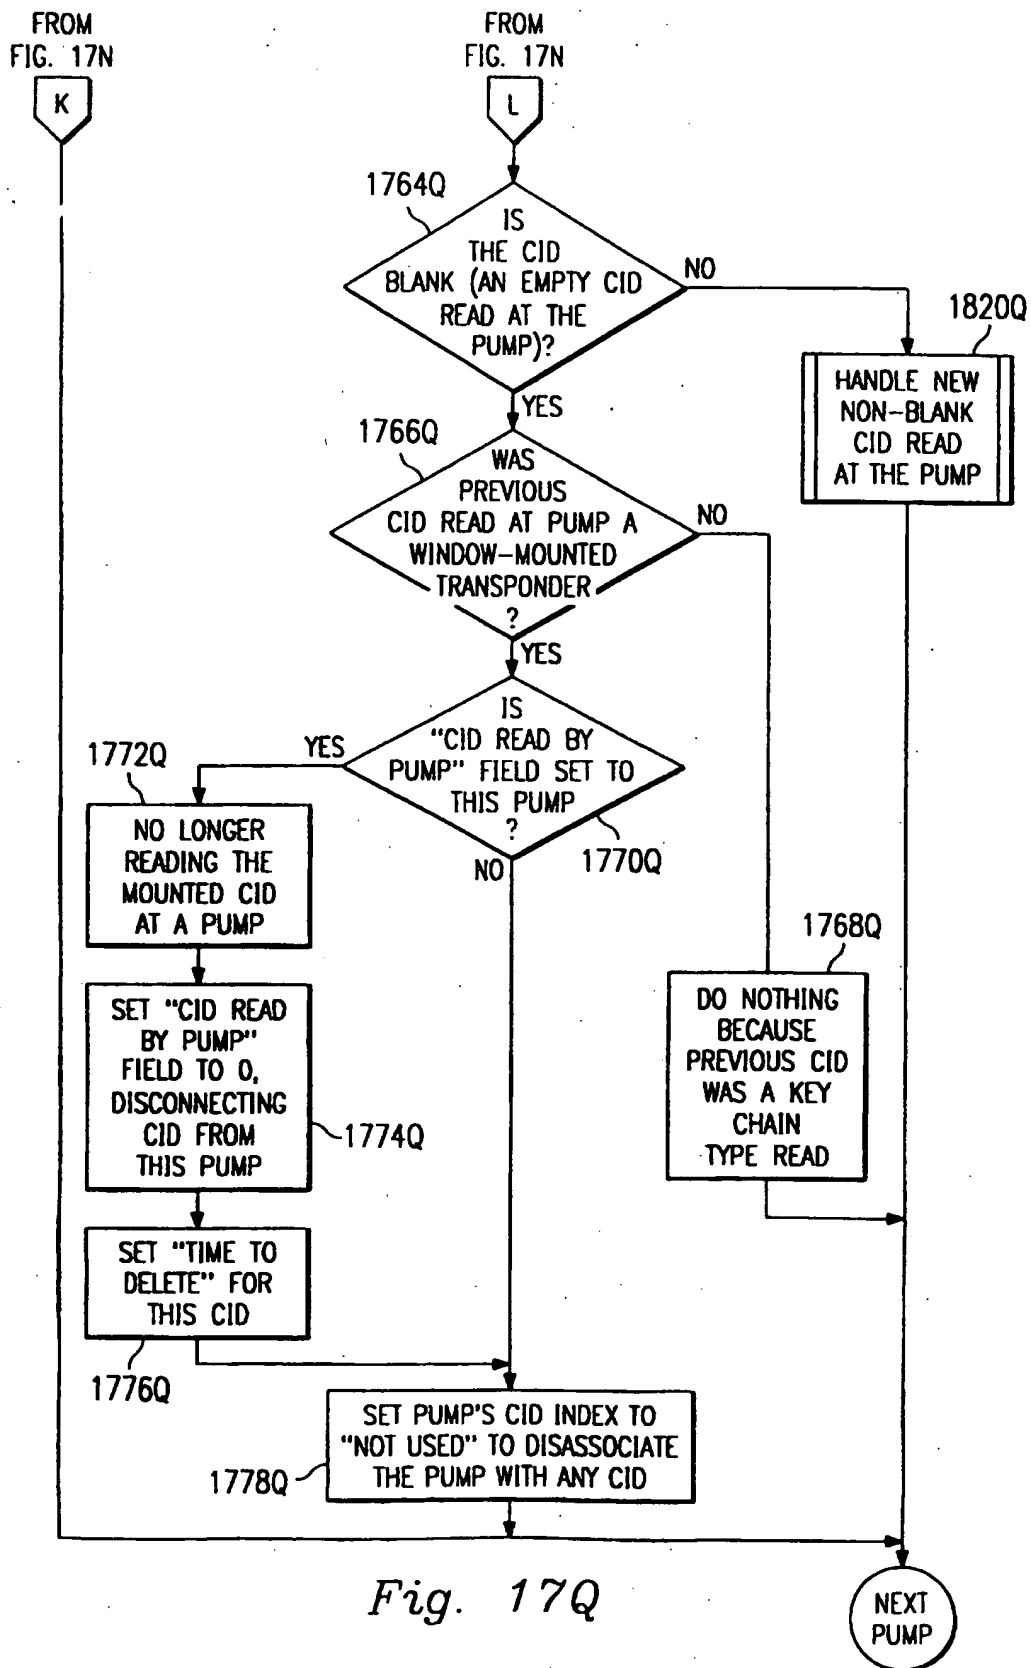 FROM
FIG. 17N
K
FROM
FIG. 17N
L
1764Q
IS
THE CID
BLANK (AN EMPTY CID
READ AT THE
PUMP)?
NO
YES
1820Q
HANDLE NEW
NON-BLANK
CID READ
AT THE PUMP
1766Q
WAS
PREVIOUS
CID READ AT PUMP A
WINDOW-MOUNTED
TRANSPONDER
?
NO
YES
IS
"CID READ BY
PUMP" FIELD SET TO
THIS PUMP
?
YES
NO
1770Q
1772Q
NO LONGER
READING THE
MOUNTED CID
AT A PUMP
1768Q
DO NOTHING
BECAUSE
PREVIOUS CID
WAS A KEY
CHAIN
TYPE READ
SET "CID READ
BY PUMP"
FIELD TO 0,
DISCONNECTING
CID FROM
THIS PUMP
1774Q
SET "TIME TO
DELETE" FOR
THIS CID
1776Q
SET PUMP'S CID INDEX TO
"NOT USED" TO DISASSOCIATE
THE PUMP WITH ANY CID
1778Q
NEXT
PUMP
Fig. 17Q